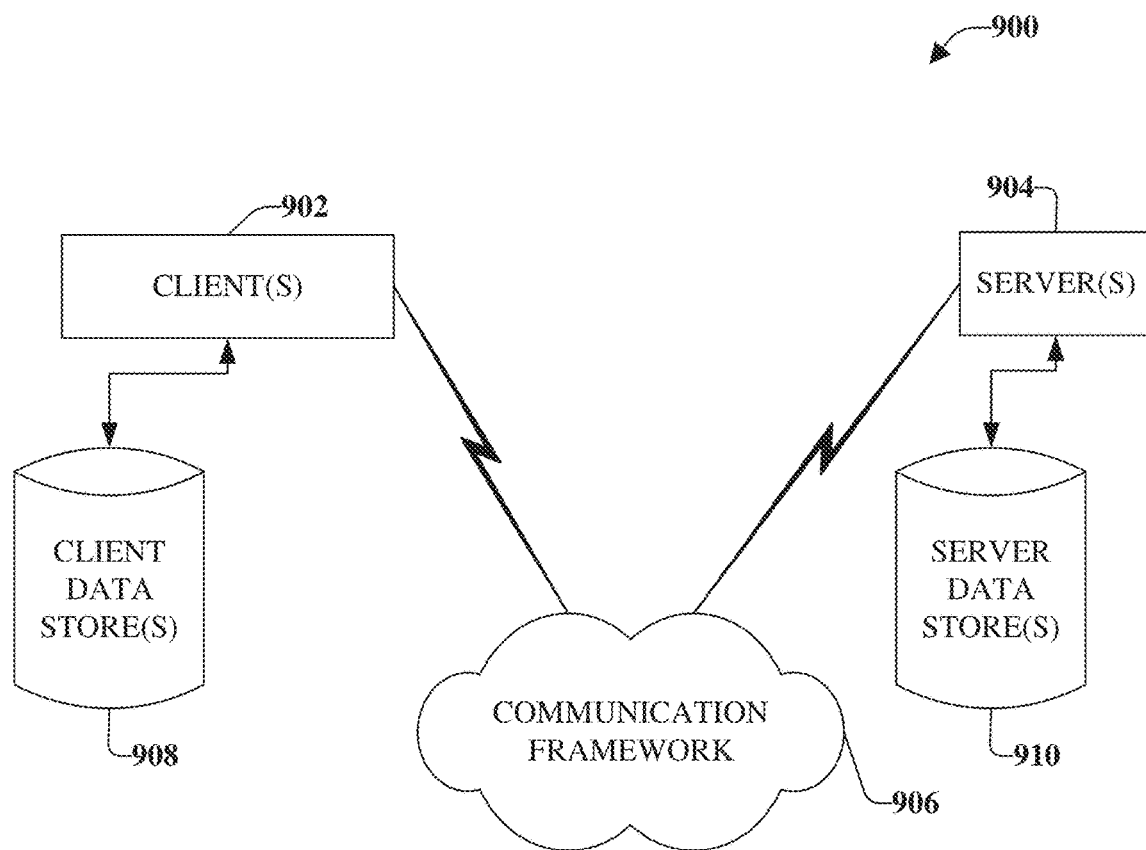 900
902
904
CLIENT(S)
SERVER(S)
CLIENT
DATA
STORE(S)
SERVER
DATA
STORE(S)
COMMUNICATION
FRAMEWORK
908
910
906